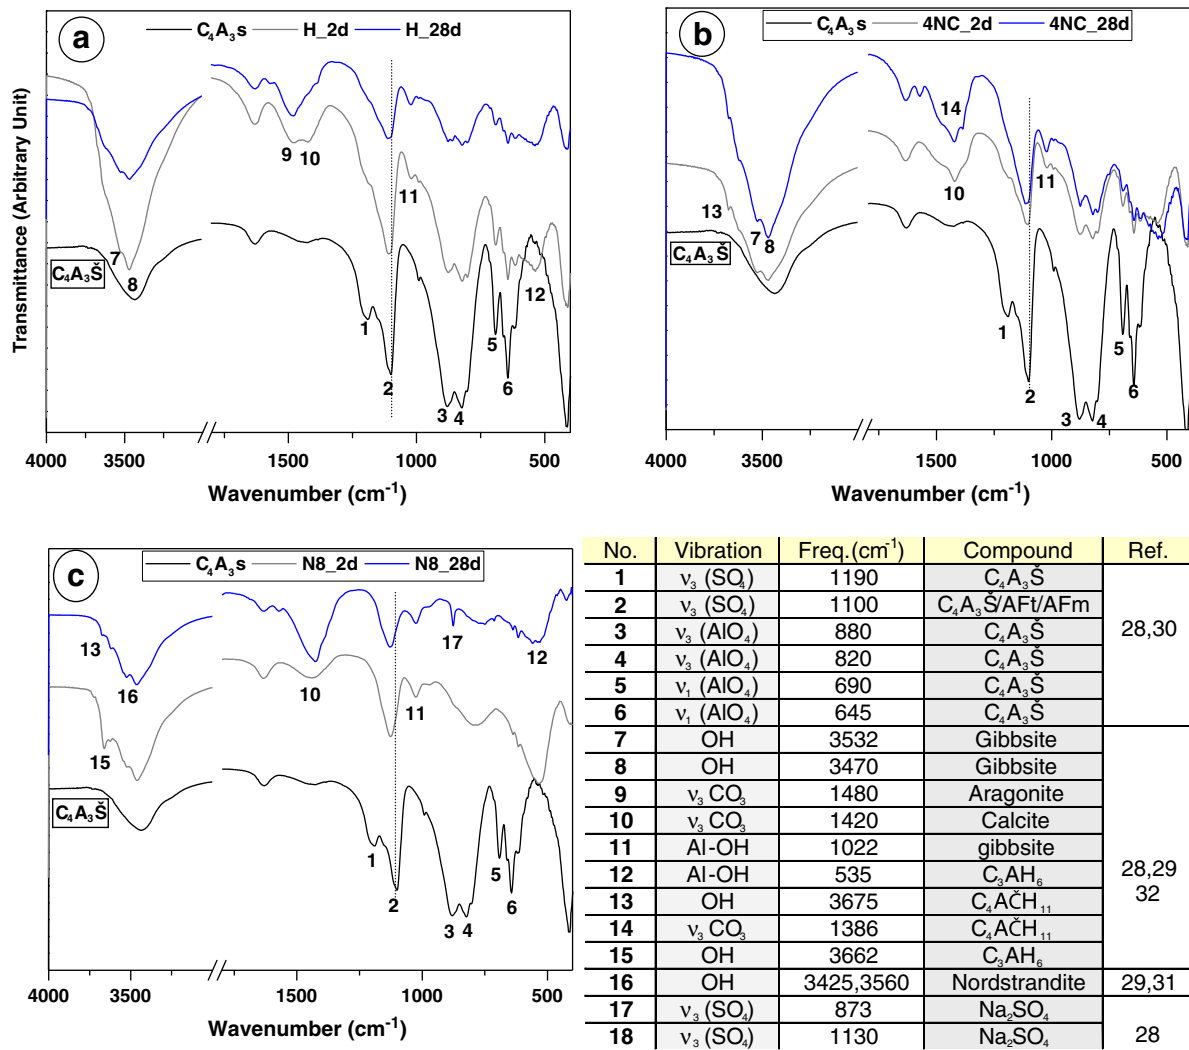 a
C₄A₃s H_2d H_28d
Transmittance (Arbitrary Unit)
9 10
11
7
8
C₄A₃Š
12
1
2
3 4
5
6
4000 3500 1500 1000 500
Wavenumber (cm⁻¹)
b
C₄A₃s 4NC_2d 4NC_28d
14
11
10
13
7
8
C₄A₃Š
1
2
3 4
5
6
4000 3500 1500 1000 500
Wavenumber (cm⁻¹)
c
C₄A₃s N8_2d N8_28d
13
16
17
12
10
11
15
C₄A₃Š
1
2
3 4
5
6
4000 3500 1500 1000 500
Wavenumber (cm⁻¹)
No. Vibration Freq.(cm⁻¹) Compound Ref.
1 ν₃ (SO₄) 1190 C₄A₃Š
2 ν₃ (SO₄) 1100 C₄A₃Š/AFt/AFm
3 ν₃ (AlO₄) 880 C₄A₃Š 28,30
4 ν₃ (AlO₄) 820 C₄A₃Š
5 ν₁ (AlO₄) 690 C₄A₃Š
6 ν₁ (AlO₄) 645 C₄A₃Š
7 OH 3532 Gibbsite
8 OH 3470 Gibbsite
9 ν₃ CO₃ 1480 Aragonite
10 ν₃ CO₃ 1420 Calcite
11 Al-OH 1022 gibbsite
12 Al-OH 535 C₃AH₆ 28,29
13 OH 3675 C₄AČH₁₁ 32
14 ν₃ CO₃ 1386 C₄AČH₁₁
15 OH 3662 C₃AH₆
16 OH 3425,3560 Nordstrandite 29,31
17 ν₃ (SO₄) 873 Na₂SO₄
18 ν₃ (SO₄) 1130 Na₂SO₄ 28